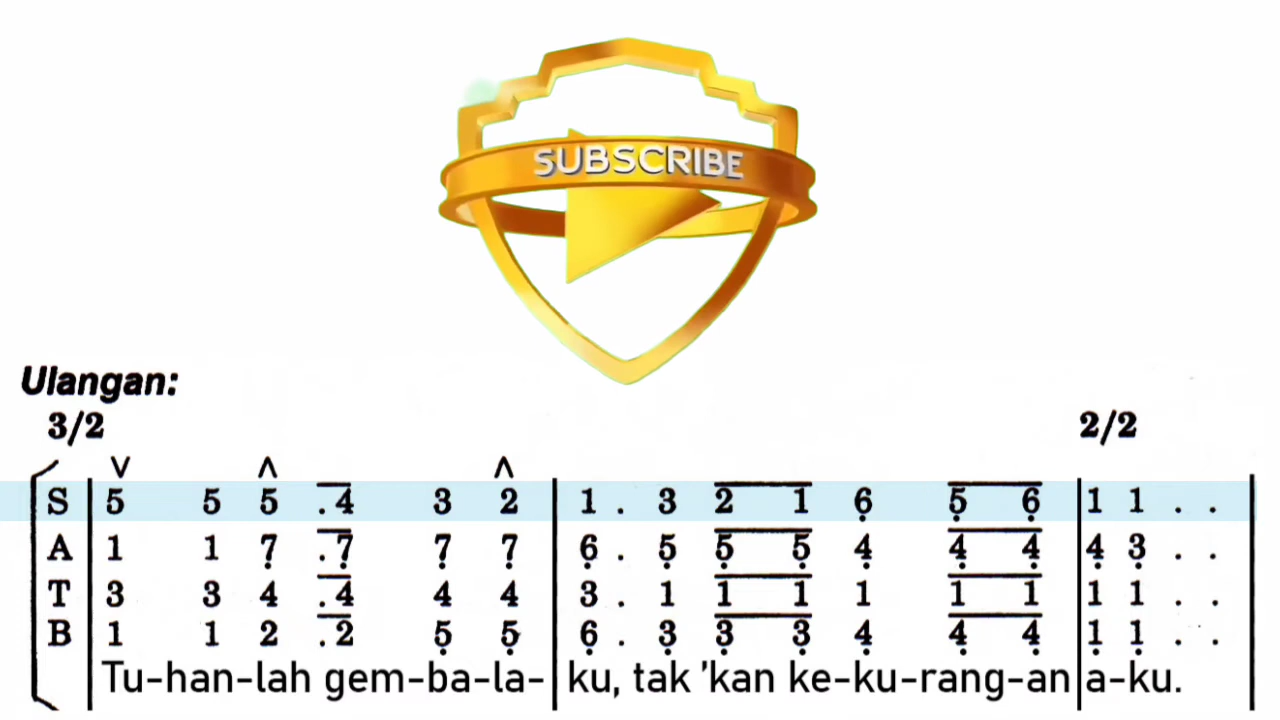 SUBSCRIBE
Ulangan:
3/2 2/2
V Λ Λ
S 5 5 5 .4 3 2 1 . 3 2 1 6̣ 5̣ 6̣ 1 1 . .
A 1 1 7̣ .7̣ 7̣ 7̣ 6̣ . 5̣ 5̣ 5̣ 4̣ 4̣ 4̣ 4̣ 3̣ . .
T 3 3 4 .4 4 4 3 . 1 1 1 1 1 1 1 1 . .
B 1 1 2 .2 5̣ 5̣ 6̣ . 3̣ 3̣ 3̣ 4̣ 4̣ 4̣ 1̣ 1̣ . .
Tu-han-lah gem-ba-la- ku, tak 'kan ke-ku-rang-an a-ku.